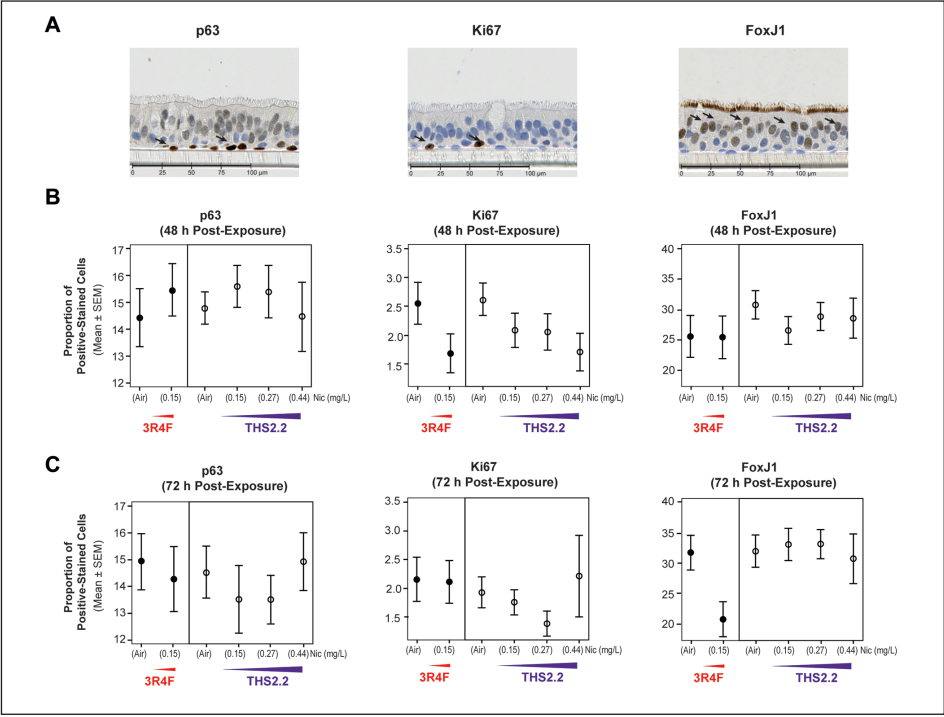 A
p63
Ki67
FoxJ1
0 25 50 75 100 µm
0 25 50 75 100 µm
0 25 50 75 100 µm
B
p63
(48 h Post-Exposure)
Ki67
(48 h Post-Exposure)
FoxJ1
(48 h Post-Exposure)
Proportion of
Positive-Stained Cells
(Mean ± SEM)
17
16
15
14
13
12
3.5
3.0
2.5
2.0
1.5
40
35
30
25
20
(Air) (0.15) (Air) (0.15) (0.27) (0.44) Nic (mg/L)
3R4F THS2.2
(Air) (0.15) (Air) (0.15) (0.27) (0.44) Nic (mg/L)
3R4F THS2.2
(Air) (0.15) (Air) (0.15) (0.27) (0.44) Nic (mg/L)
3R4F THS2.2
C
p63
(72 h Post-Exposure)
Ki67
(72 h Post-Exposure)
FoxJ1
(72 h Post-Exposure)
Proportion of
Positive-Stained Cells
(Mean ± SEM)
17
16
15
14
13
12
3.5
3.0
2.5
2.0
1.5
40
35
30
25
20
(Air) (0.15) (Air) (0.15) (0.27) (0.44) Nic (mg/L)
3R4F THS2.2
(Air) (0.15) (Air) (0.15) (0.27) (0.44) Nic (mg/L)
3R4F THS2.2
(Air) (0.15) (Air) (0.15) (0.27) (0.44) Nic (mg/L)
3R4F THS2.2